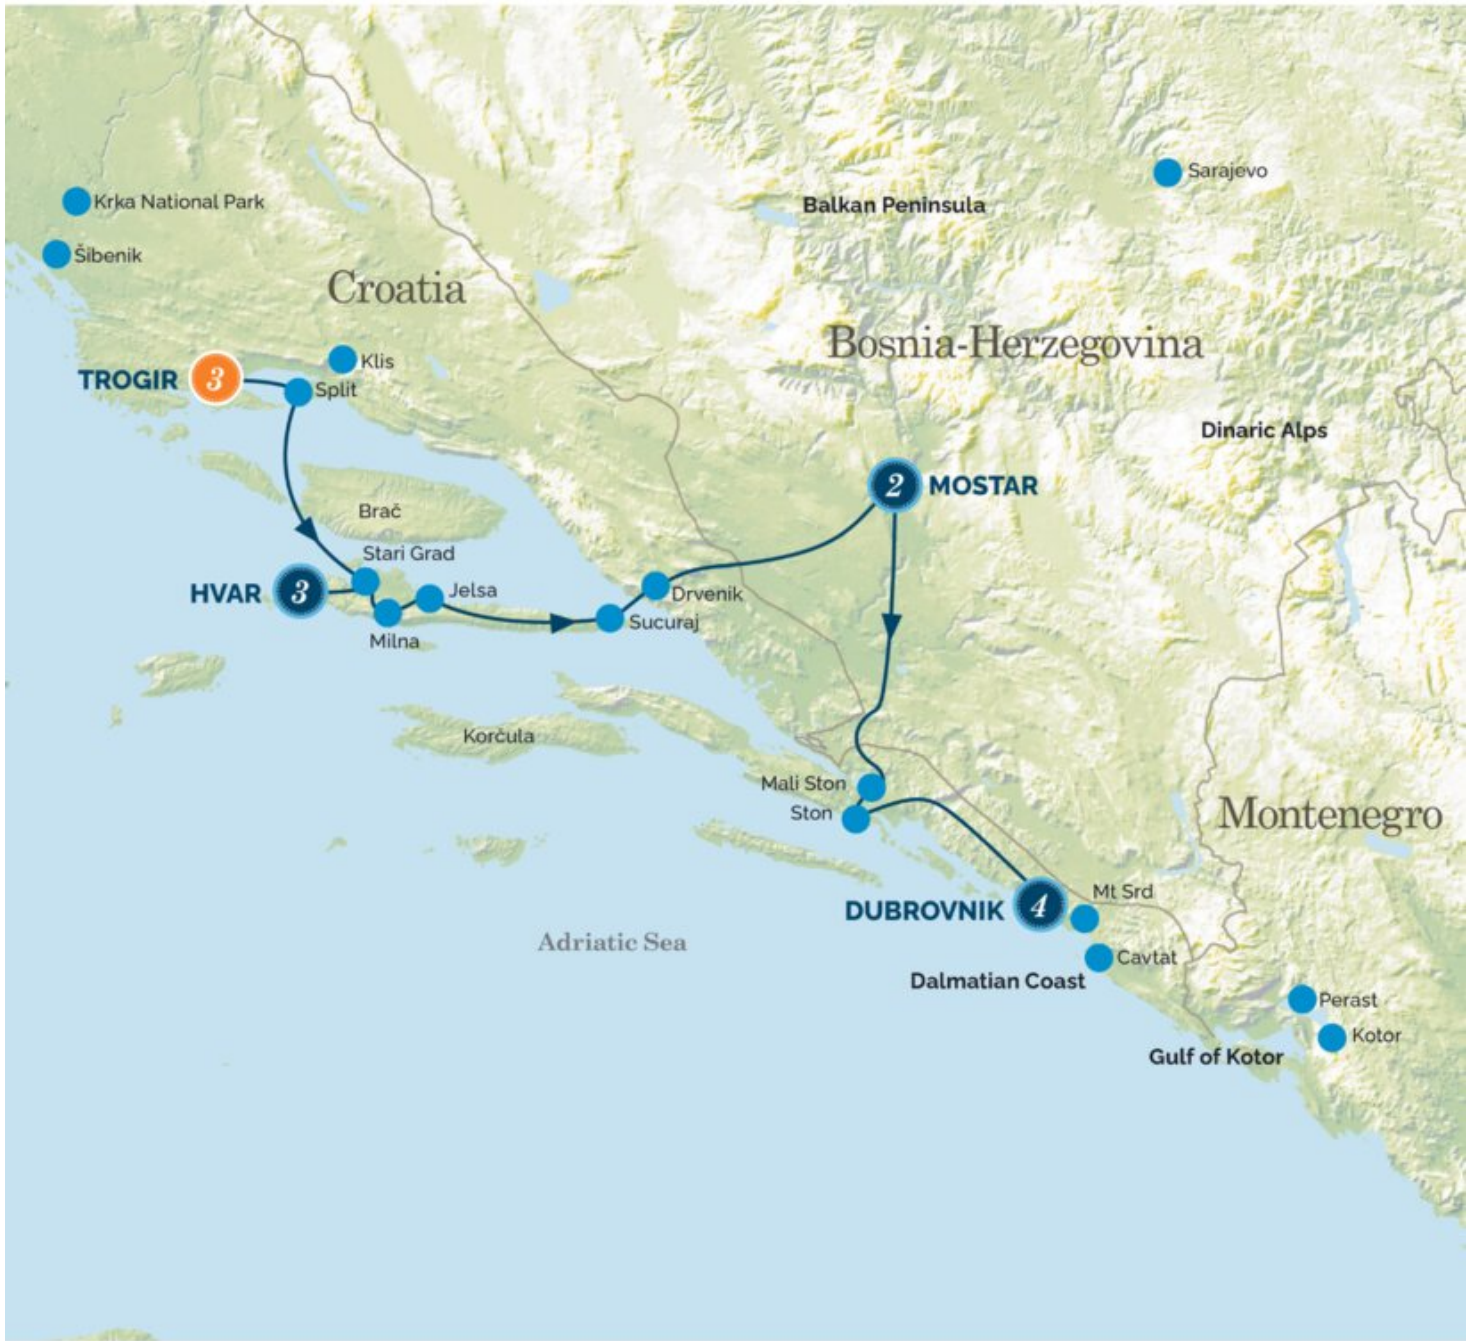 Sarajevo
Krka National Park
Balkan Peninsula
Šibenik
Croatia
Bosnia-Herzegovina
Klis
TROGIR 3
Split
Dinaric Alps
2 MOSTAR
Brač
Stari Grad
HVAR 3
Jelsa
Drvenik
Sucuraj
Milna
Korčula
Mali Ston
Ston
Montenegro
Mt Srd
DUBROVNIK 4
Adriatic Sea
Cavtat
Dalmatian Coast
Perast
Kotor
Gulf of Kotor